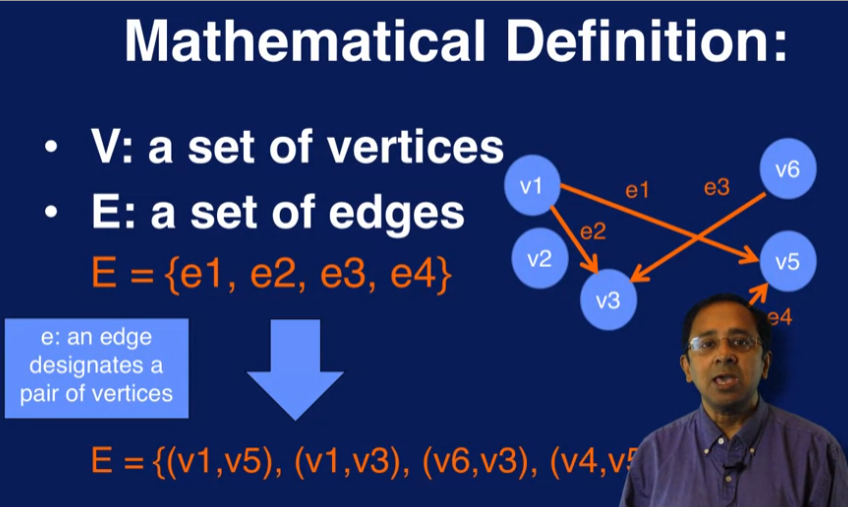 Mathematical Definition:
• V: a set of vertices
• E: a set of edges
E = {e1, e2, e3, e4}
e: an edge
designates a
pair of vertices
E = {(v1,v5), (v1,v3), (v6,v3), (v4,v5
v1
e1
e3
v6
e2
v2
v5
v3
e4